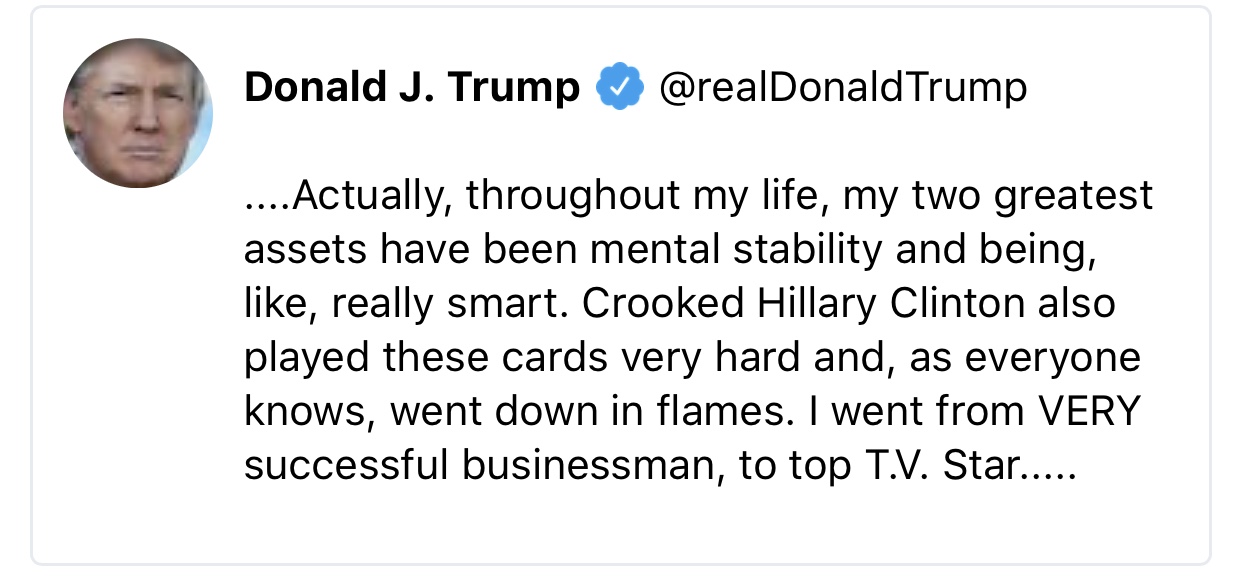 Donald J. Trump @realDonaldTrump
....Actually, throughout my life, my two greatest
assets have been mental stability and being,
like, really smart. Crooked Hillary Clinton also
played these cards very hard and, as everyone
knows, went down in flames. I went from VERY
successful businessman, to top T.V. Star.....